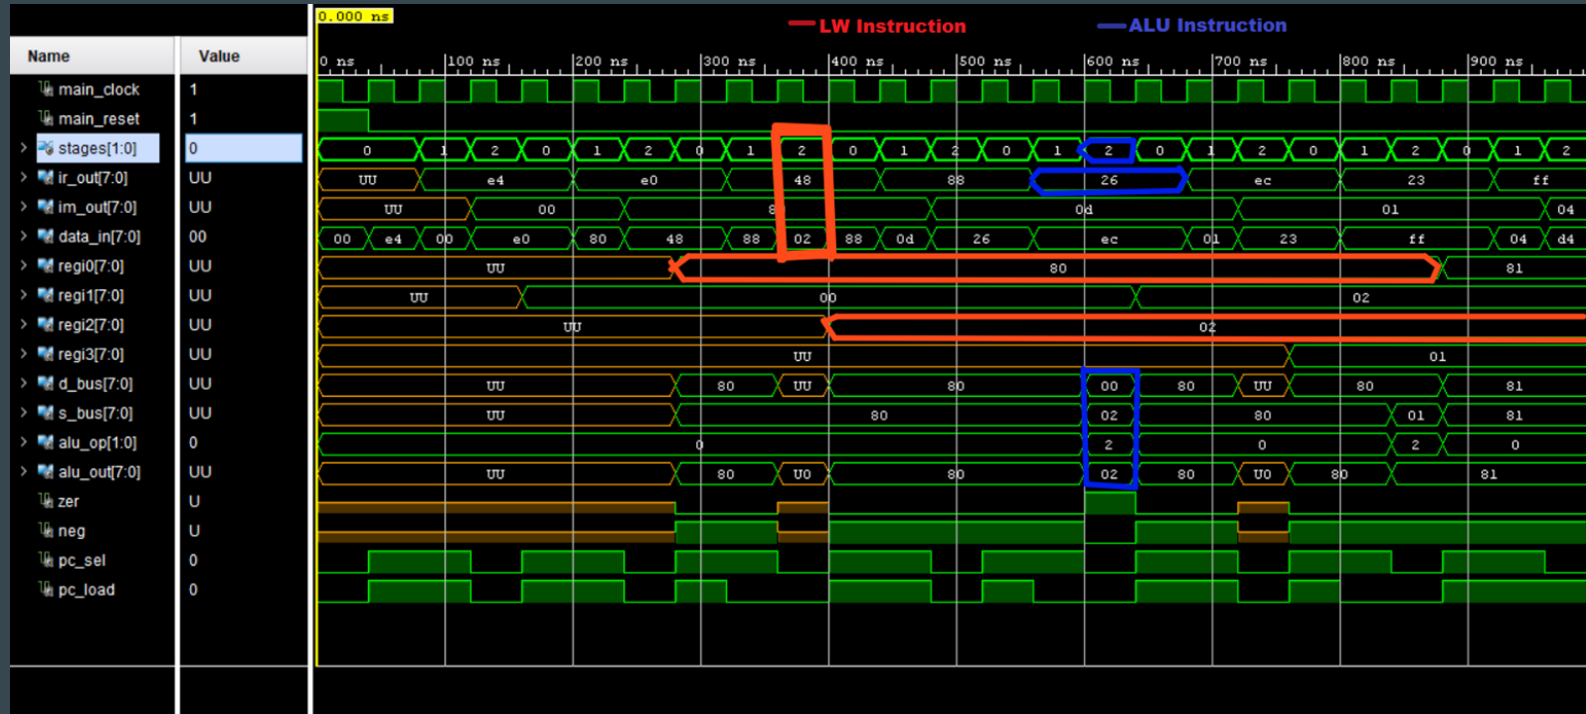 0.000 ns
LW Instruction
ALU Instruction
Name Value
0 ns 100 ns 200 ns 300 ns 400 ns 500 ns 600 ns 700 ns 800 ns 900 ns
main_clock 1
main_reset 1
stages[1:0] 0 0 1 2 0 1 2 0 1 2 0 1 2 0 1 2 0 1 2 0 1 2 0 1 2
ir_out[7:0] UU UU e4 e0 48 88 26 ec 23 ff
im_out[7:0] UU UU 00 8 0d 01 04
data_in[7:0] 00 00 e4 00 e0 80 48 88 02 88 0d 26 ec 01 23 ff 04 d4
regi0[7:0] UU UU 80 81
regi1[7:0] UU UU 00 02
regi2[7:0] UU UU 02
regi3[7:0] UU UU 01
d_bus[7:0] UU UU 80 UU 80 00 80 UU 80 81
s_bus[7:0] UU UU 80 02 80 01 81
alu_op[1:0] 0 0 2 0 2 0
alu_out[7:0] UU UU 80 U0 80 02 80 U0 80 81
zer U
neg U
pc_sel 0
pc_load 0